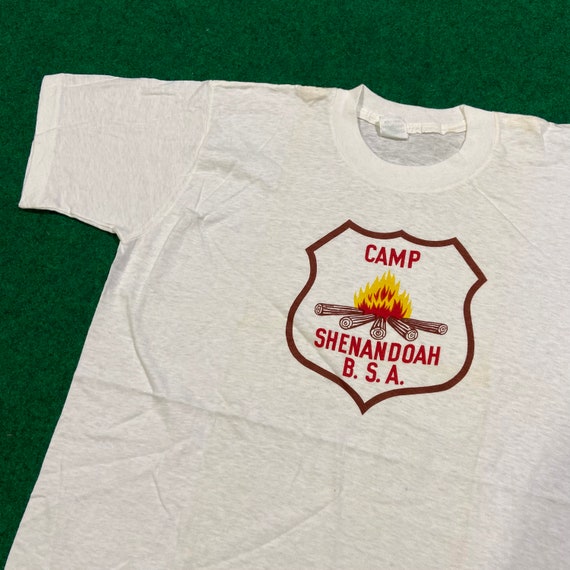 CAMP
SHENANDOAH
B. S. A.